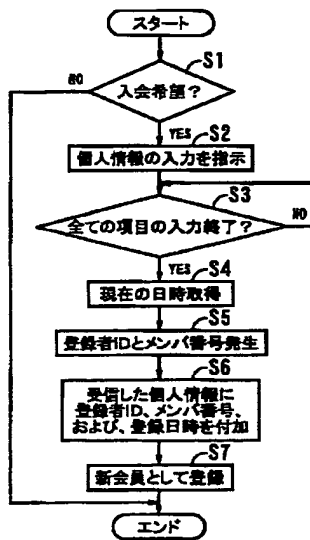 スタート
S1
NO
入会希望?
YES
S2
個人情報の入力を指示
S3
全ての項目の入力終了?
NO
YES
S4
現在の日時取得
S5
登録者IDとメンバ番号発生
S6
受信した個人情報に
登録者ID、メンバ番号、
および、登録日時を付加
S7
新会員として登録
エンド